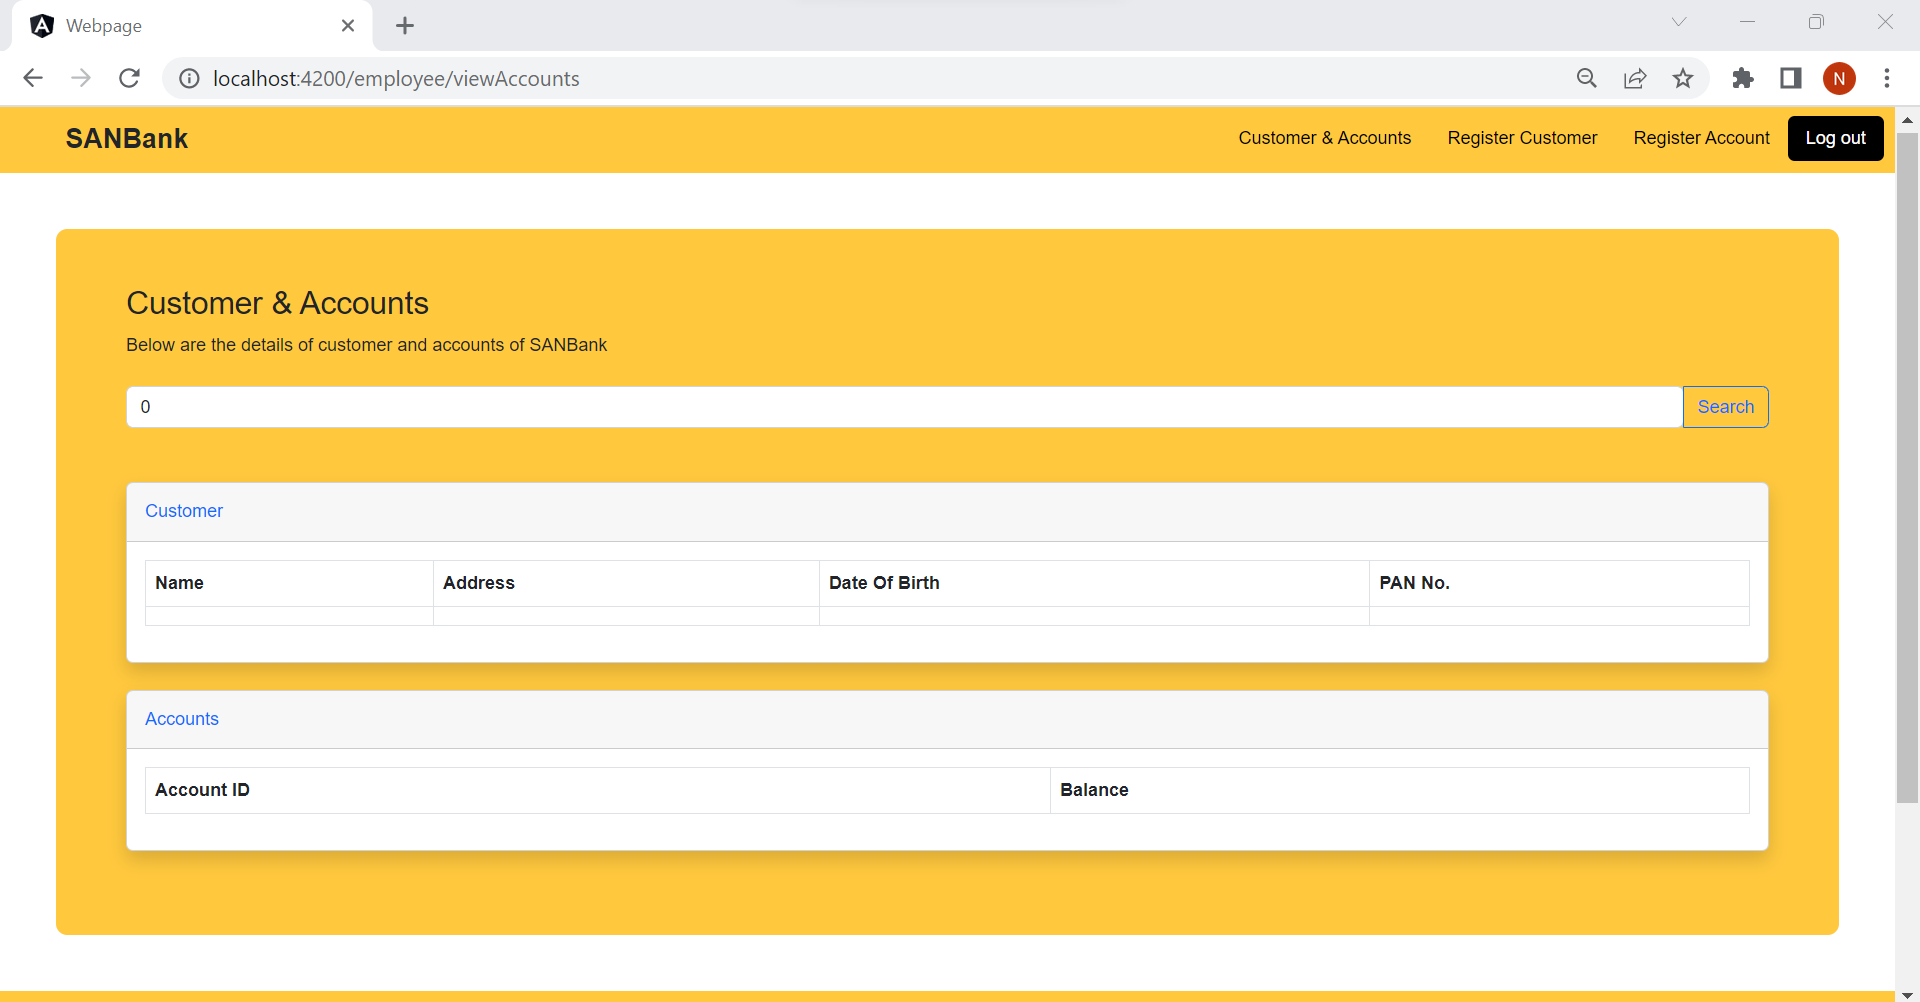 Webpage
localhost:4200/employee/viewAccounts
N
SANBank
Customer & Accounts Register Customer Register Account Log out
Customer & Accounts
Below are the details of customer and accounts of SANBank
0 Search
Customer
Name Address Date Of Birth PAN No.
Accounts
Account ID Balance